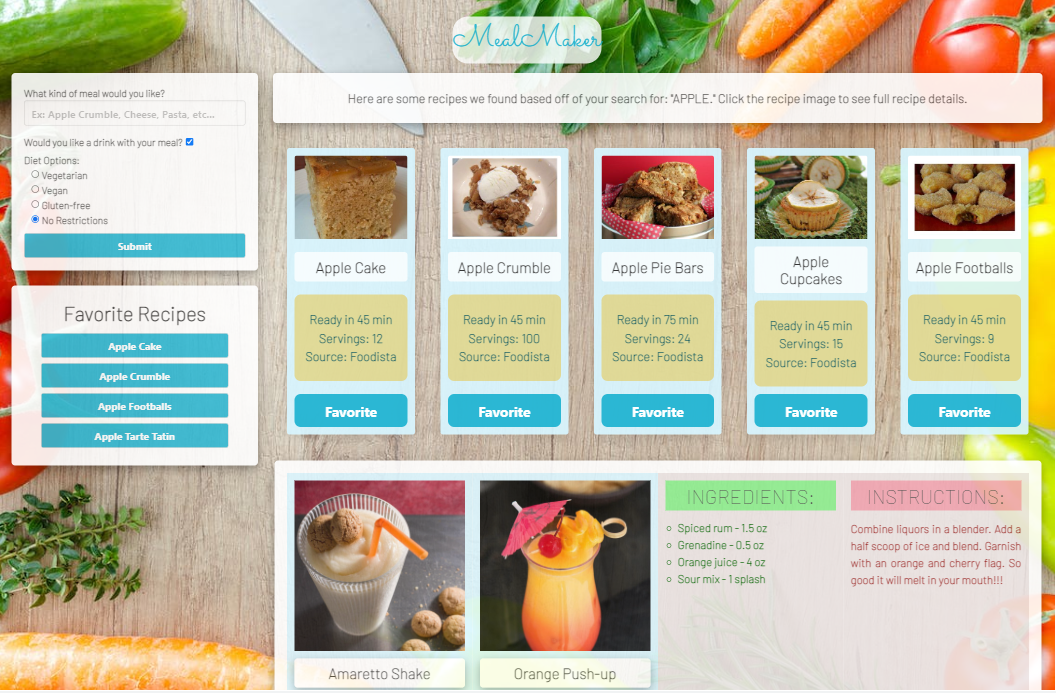 MealMaker
What kind of meal would you like?
Ex: Apple Crumble, Cheese, Pasta, etc...
Would you like a drink with your meal?
Diet Options:
Vegetarian
Vegan
Gluten-free
No Restrictions
Submit
Favorite Recipes
Apple Cake
Apple Crumble
Apple Footballs
Apple Tarte Tatin
Here are some recipes we found based off of your search for: "APPLE." Click the recipe image to see full recipe details.
Apple Cake
Ready in 45 min
Servings: 12
Source: Foodista
Favorite
Apple Crumble
Ready in 45 min
Servings: 100
Source: Foodista
Favorite
Apple Pie Bars
Ready in 75 min
Servings: 24
Source: Foodista
Favorite
Apple
Cupcakes
Ready in 45 min
Servings: 15
Source: Foodista
Favorite
Apple Footballs
Ready in 45 min
Servings: 9
Source: Foodista
Favorite
Amaretto Shake
Orange Push-up
INGREDIENTS:
Spiced rum - 1.5 oz
Grenadine - 0.5 oz
Orange juice - 4 oz
Sour mix - 1 splash
INSTRUCTIONS:
Combine liquors in a blender. Add a
half scoop of ice and blend. Garnish
with an orange and cherry flag. So
good it will melt in your mouth!!!